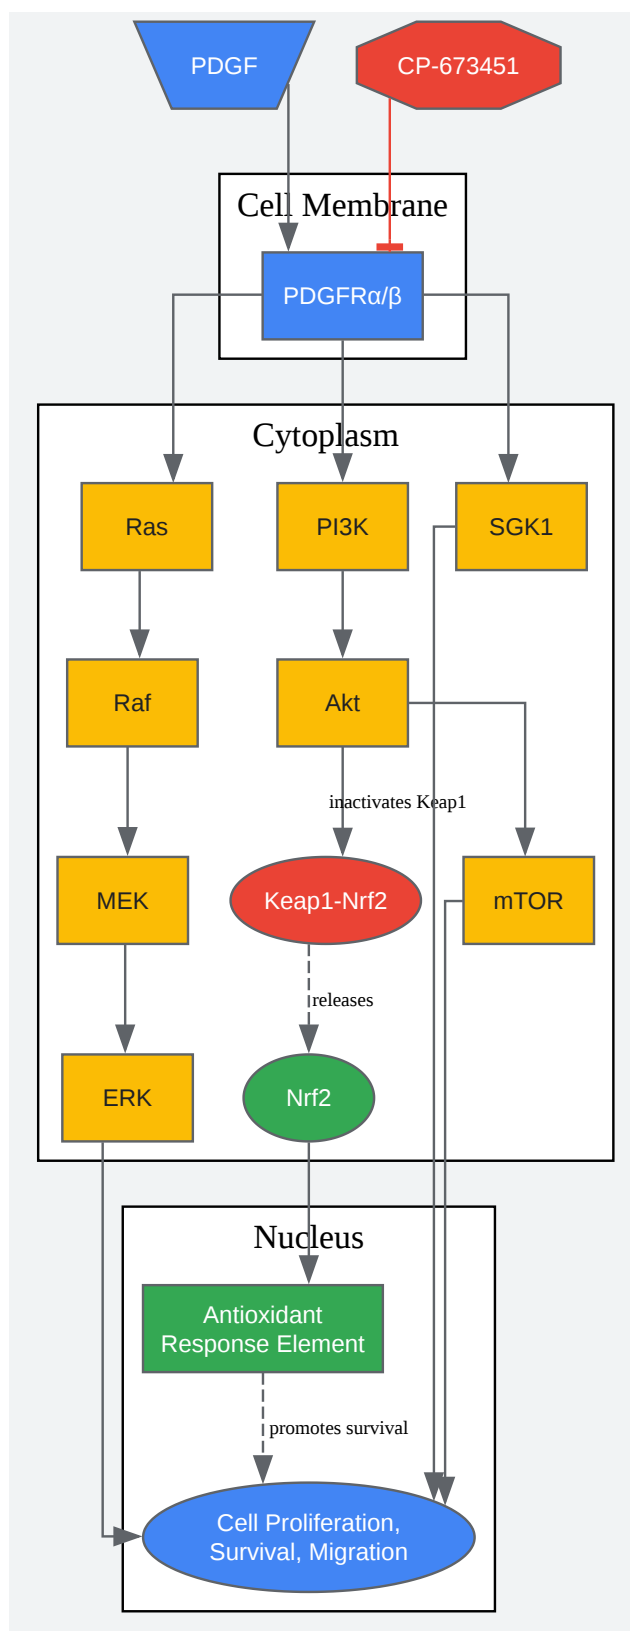 PDGF
CP-673451
Cell Membrane
PDGFRα/β
Cytoplasm
Ras
PI3K
SGK1
Raf
Akt
inactivates Keap1
MEK
Keap1-Nrf2
mTOR
releases
ERK
Nrf2
Nucleus
Antioxidant
Response Element
promotes survival
Cell Proliferation,
Survival, Migration